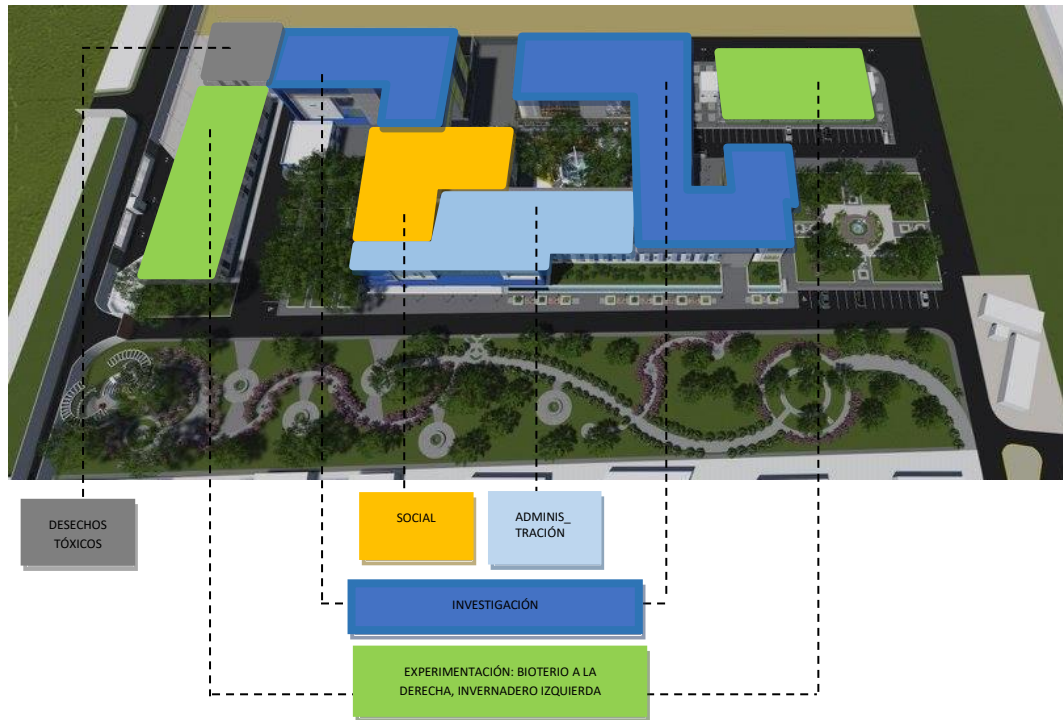 DESECHOS
TÓXICOS
SOCIAL
ADMINIS_
TRACIÓN
INVESTIGACIÓN
EXPERIMENTACIÓN: BIOTERIO A LA
DERECHA, INVERNADERO IZQUIERDA